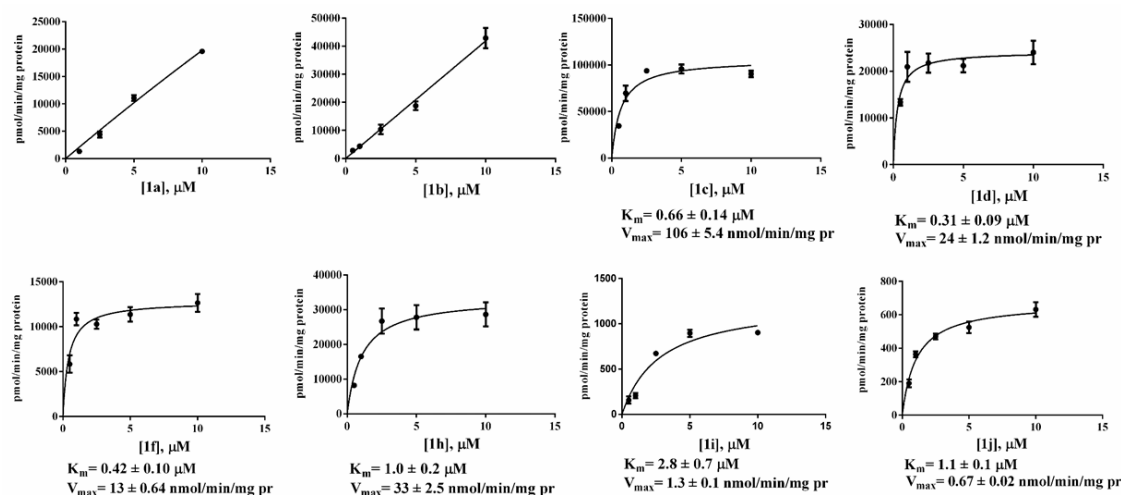 pmol/min/mg protein
25000
20000
15000
10000
5000
0
0 5 10 15
[1a], µM
pmol/min/mg protein
50000
40000
30000
20000
10000
0
0 5 10 15
[1b], µM
pmol/min/mg protein
150000
100000
50000
0
0 5 10 15
[1c], µM
Km= 0.66 ± 0.14 µM
Vmax= 106 ± 5.4 nmol/min/mg pr
pmol/min/mg protein
30000
20000
10000
0
0 5 10 15
[1d], µM
Km= 0.31 ± 0.09 µM
Vmax= 24 ± 1.2 nmol/min/mg pr
pmol/min/mg protein
15000
10000
5000
0
0 5 10 15
[1f], µM
Km= 0.42 ± 0.10 µM
Vmax= 13 ± 0.64 nmol/min/mg pr
pmol/min/mg protein
40000
30000
20000
10000
0
0 5 10 15
[1h], µM
Km= 1.0 ± 0.2 µM
Vmax= 33 ± 2.5 nmol/min/mg pr
pmol/min/mg protein
1500
1000
500
0
0 5 10 15
[1i], µM
Km= 2.8 ± 0.7 µM
Vmax= 1.3 ± 0.1 nmol/min/mg pr
pmol/min/mg protein
800
600
400
200
0
0 5 10 15
[1j], µM
Km= 1.1 ± 0.1 µM
Vmax= 0.67 ± 0.02 nmol/min/mg pr